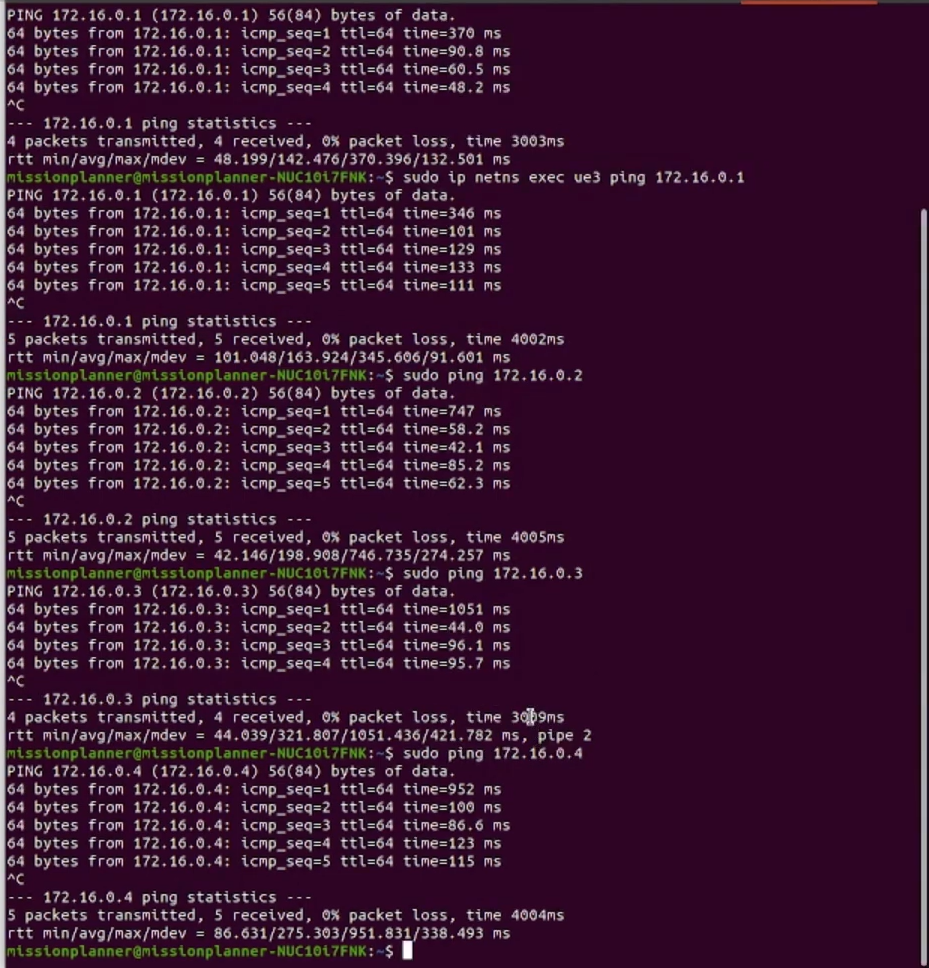 PING 172.16.0.1 (172.16.0.1) 56(84) bytes of data.
64 bytes from 172.16.0.1: icmp_seq=1 ttl=64 time=370 ms
64 bytes from 172.16.0.1: icmp_seq=2 ttl=64 time=90.8 ms
64 bytes from 172.16.0.1: icmp_seq=3 ttl=64 time=60.5 ms
64 bytes from 172.16.0.1: icmp_seq=4 ttl=64 time=48.2 ms
^C
--- 172.16.0.1 ping statistics ---
4 packets transmitted, 4 received, 0% packet loss, time 3003ms
rtt min/avg/max/mdev = 48.199/142.476/370.396/132.501 ms
missionplanner@missionplanner-NUC10i7FNK:~$ sudo ip netns exec ue3 ping 172.16.0.1
PING 172.16.0.1 (172.16.0.1) 56(84) bytes of data.
64 bytes from 172.16.0.1: icmp_seq=1 ttl=64 time=346 ms
64 bytes from 172.16.0.1: icmp_seq=2 ttl=64 time=101 ms
64 bytes from 172.16.0.1: icmp_seq=3 ttl=64 time=129 ms
64 bytes from 172.16.0.1: icmp_seq=4 ttl=64 time=133 ms
64 bytes from 172.16.0.1: icmp_seq=5 ttl=64 time=111 ms
^C
--- 172.16.0.1 ping statistics ---
5 packets transmitted, 5 received, 0% packet loss, time 4002ms
rtt min/avg/max/mdev = 101.048/163.924/345.606/91.601 ms
missionplanner@missionplanner-NUC10i7FNK:~$ sudo ping 172.16.0.2
PING 172.16.0.2 (172.16.0.2) 56(84) bytes of data.
64 bytes from 172.16.0.2: icmp_seq=1 ttl=64 time=747 ms
64 bytes from 172.16.0.2: icmp_seq=2 ttl=64 time=58.2 ms
64 bytes from 172.16.0.2: icmp_seq=3 ttl=64 time=42.1 ms
64 bytes from 172.16.0.2: icmp_seq=4 ttl=64 time=85.2 ms
64 bytes from 172.16.0.2: icmp_seq=5 ttl=64 time=62.3 ms
^C
--- 172.16.0.2 ping statistics ---
5 packets transmitted, 5 received, 0% packet loss, time 4005ms
rtt min/avg/max/mdev = 42.146/198.908/746.735/274.257 ms
missionplanner@missionplanner-NUC10i7FNK:~$ sudo ping 172.16.0.3
PING 172.16.0.3 (172.16.0.3) 56(84) bytes of data.
64 bytes from 172.16.0.3: icmp_seq=1 ttl=64 time=1051 ms
64 bytes from 172.16.0.3: icmp_seq=2 ttl=64 time=44.0 ms
64 bytes from 172.16.0.3: icmp_seq=3 ttl=64 time=96.1 ms
64 bytes from 172.16.0.3: icmp_seq=4 ttl=64 time=95.7 ms
^C
--- 172.16.0.3 ping statistics ---
4 packets transmitted, 4 received, 0% packet loss, time
rtt min/avg/max/mdev = 44.039/321.807/1051.436/421.782 ms, pipe 2
missionplanner@missionplanner-NUC10i7FNK:~$ sudo ping 172.16.0.4
PING 172.16.0.4 (172.16.0.4) 56(84) bytes of data.
64 bytes from 172.16.0.4: icmp_seq=1 ttl=64 time=952 ms
64 bytes from 172.16.0.4: icmp_seq=2 ttl=64 time=100 ms
64 bytes from 172.16.0.4: icmp_seq=3 ttl=64 time=86.6 ms
64 bytes from 172.16.0.4: icmp_seq=4 ttl=64 time=123 ms
64 bytes from 172.16.0.4: icmp_seq=5 ttl=64 time=115 ms
^C
--- 172.16.0.4 ping statistics ---
5 packets transmitted, 5 received, 0% packet loss, time 4004ms
rtt min/avg/max/mdev = 86.631/275.303/951.831/338.493 ms
missionplanner@missionplanner-NUC10i7FNK:~$